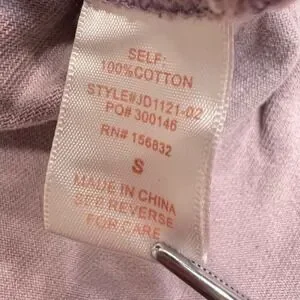 SELF:
100%COTTON
STYLE#JD1121-02
PO# 300146
RN# 156832
S
MADE IN CHINA
SEE REVERSE
FOR CARE